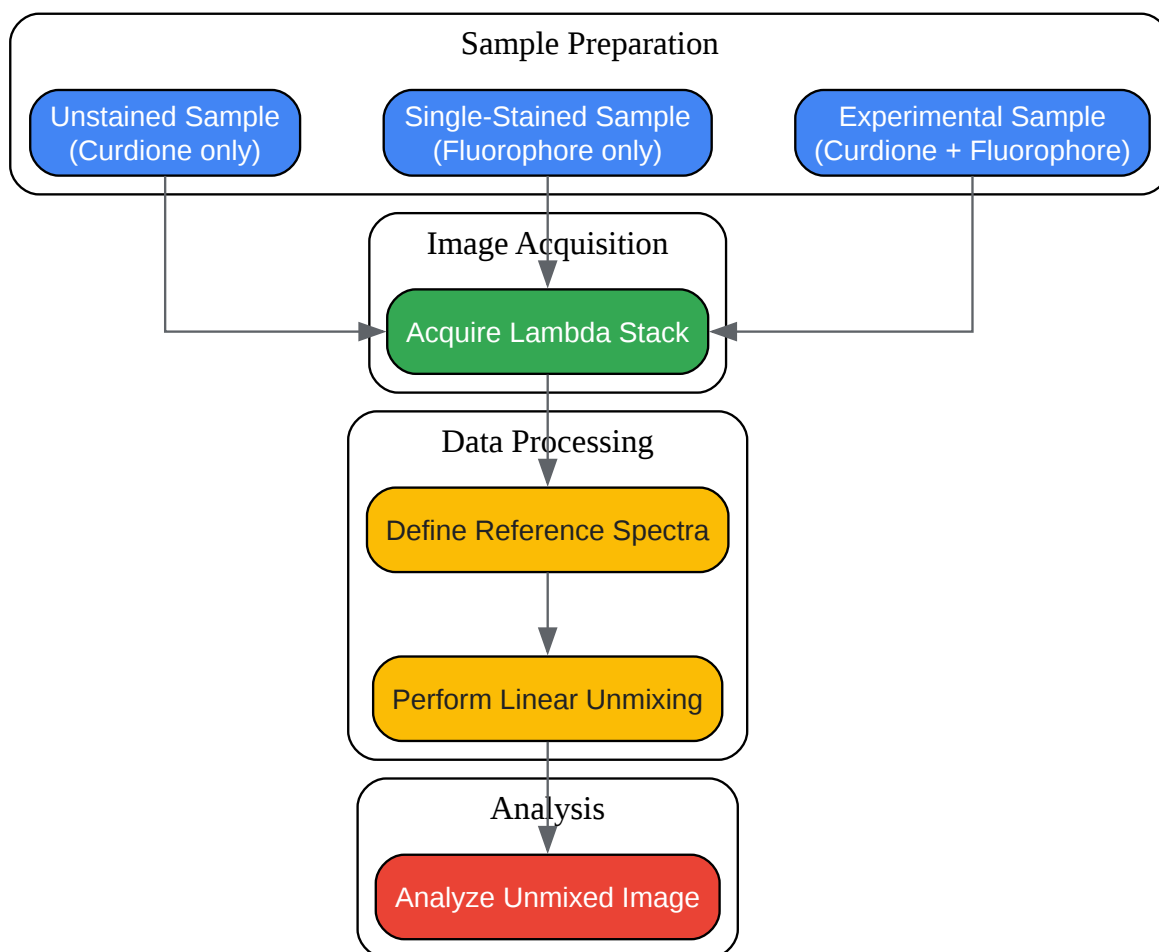 Sample Preparation
Unstained Sample
(Curdione only)
Single-Stained Sample
(Fluorophore only)
Experimental Sample
(Curdione + Fluorophore)
Image Acquisition
Acquire Lambda Stack
Data Processing
Define Reference Spectra
Perform Linear Unmixing
Analysis
Analyze Unmixed Image